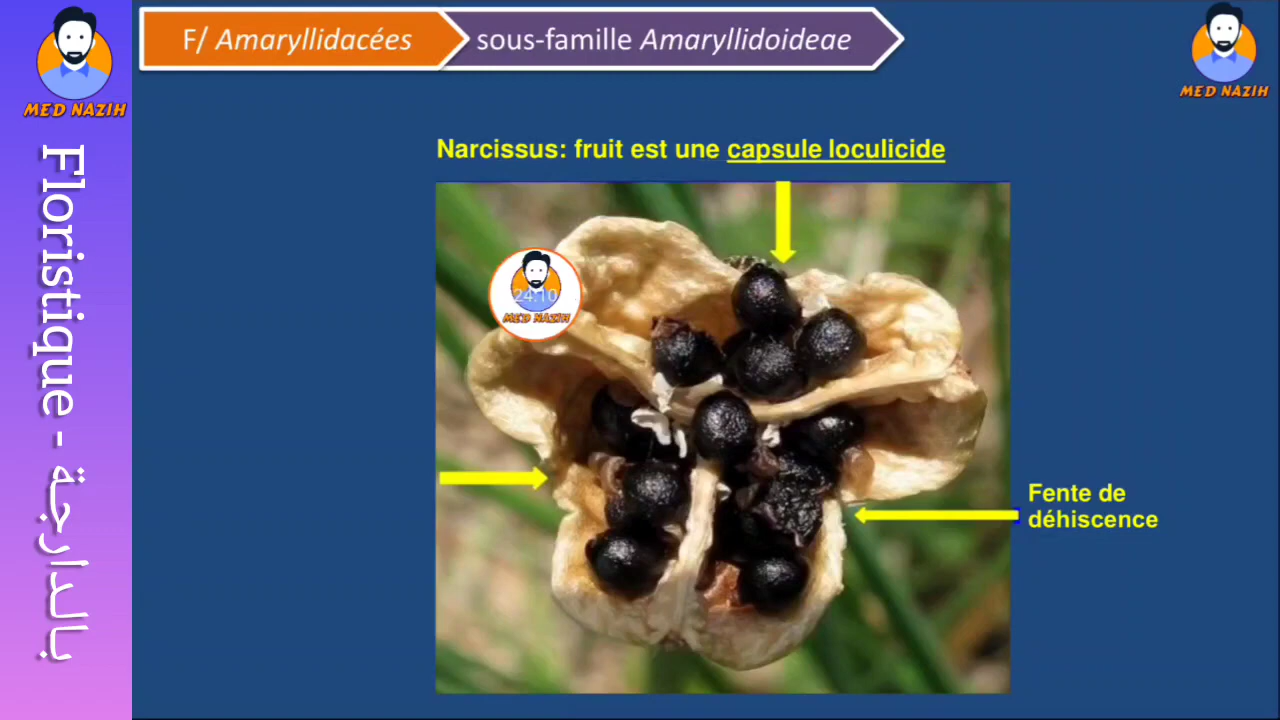 MED NAZIH
Floristique - بالدارجة
F/ Amaryllidacées
sous-famille Amaryllidoideae
MED NAZIH
Narcissus: fruit est une capsule loculicide
24:10
MED NAZIH
Fente de
déhiscence